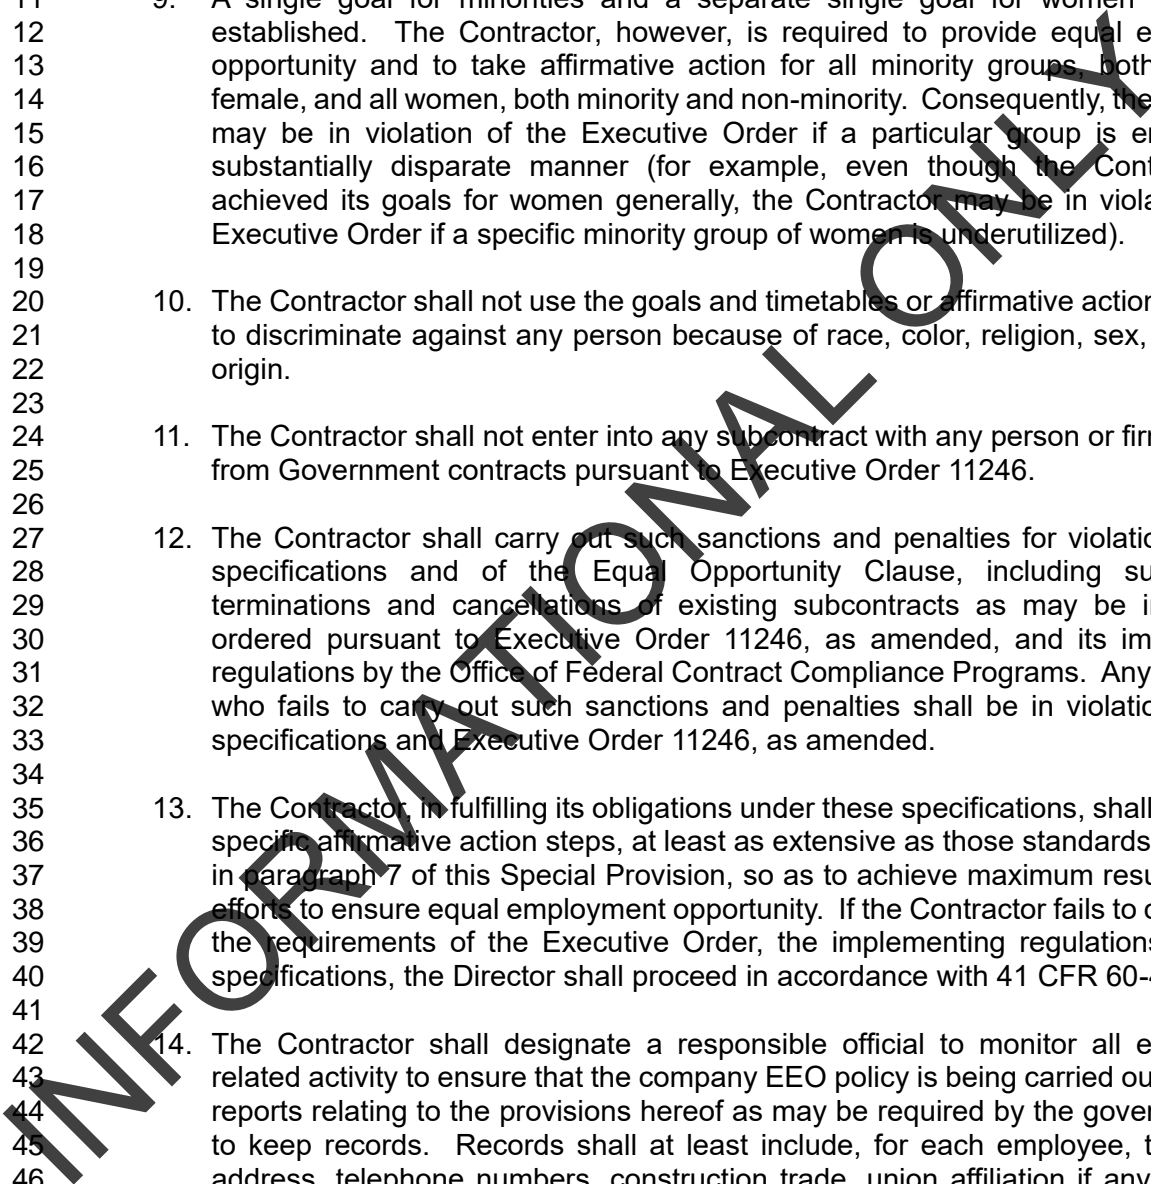 11 9. A single goal for minorities and a separate single goal for women
12 established. The Contractor, however, is required to provide equal e
13 opportunity and to take affirmative action for all minority groups, both
14 female, and all women, both minority and non-minority. Consequently, the
15 may be in violation of the Executive Order if a particular group is e
16 substantially disparate manner (for example, even though the Cont
17 achieved its goals for women generally, the Contractor may be in viola
18 Executive Order if a specific minority group of women is underutilized).
19
20 10. The Contractor shall not use the goals and timetables or affirmative action
21 to discriminate against any person because of race, color, religion, sex,
22 origin.
23
24 11. The Contractor shall not enter into any subcontract with any person or fir
25 from Government contracts pursuant to Executive Order 11246.
26
27 12. The Contractor shall carry out such sanctions and penalties for violatio
28 specifications and of the Equal Opportunity Clause, including su
29 terminations and cancellations of existing subcontracts as may be i
30 ordered pursuant to Executive Order 11246, as amended, and its im
31 regulations by the Office of Federal Contract Compliance Programs. Any
32 who fails to carry out such sanctions and penalties shall be in violatio
33 specifications and Executive Order 11246, as amended.
34
35 13. The Contractor, in fulfilling its obligations under these specifications, shall
36 specific affirmative action steps, at least as extensive as those standards
37 in paragraph 7 of this Special Provision, so as to achieve maximum resu
38 efforts to ensure equal employment opportunity. If the Contractor fails to
39 the requirements of the Executive Order, the implementing regulations
40 specifications, the Director shall proceed in accordance with 41 CFR 60-
41
42 14. The Contractor shall designate a responsible official to monitor all e
43 related activity to ensure that the company EEO policy is being carried ou
44 reports relating to the provisions hereof as may be required by the gover
45 to keep records. Records shall at least include, for each employee, t
46 address, telephone numbers, construction trade, union affiliation if any
INFORMATIONAL ONLY